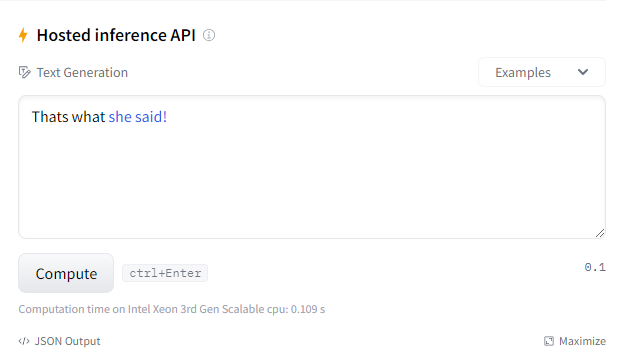 Hosted inference API
Text Generation
Examples
Thats what she said!
Compute
ctrl+Enter
0.1
Computation time on Intel Xeon 3rd Gen Scalable cpu: 0.109 s
</> JSON Output
Maximize